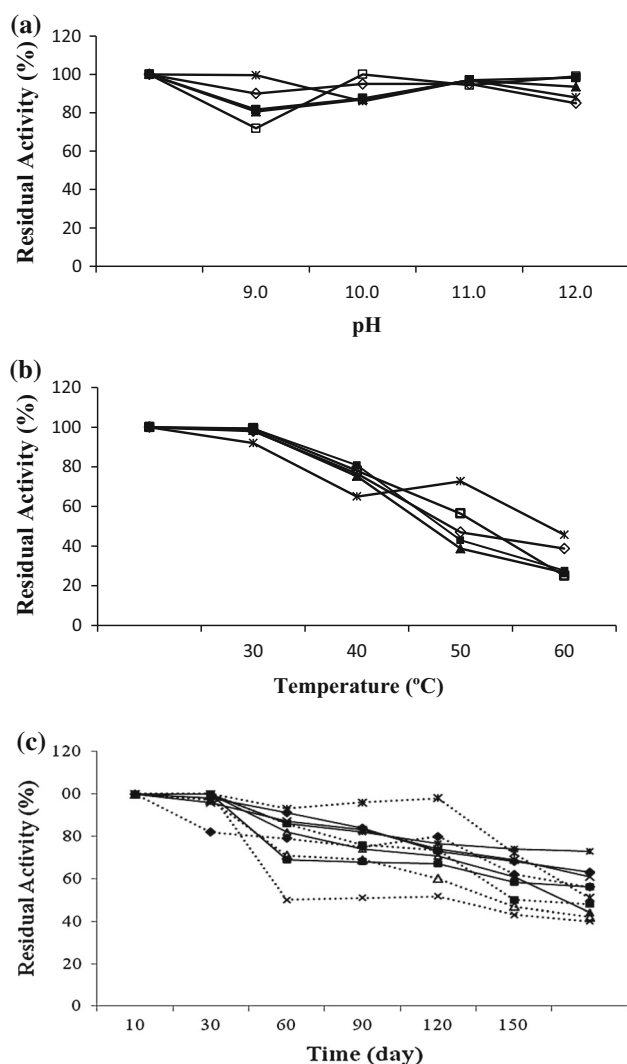 (a)
120
100
80
60
40
20
0
Residual Activity (%)
9.0 10.0 11.0 12.0
pH
(b)
120
100
80
60
40
20
0
Residual Activity (%)
30 40 50 60
Temperature (ºC)
(c)
120
00
80
60
40
20
0
Residual Activity (%)
10 30 60 90 120 150
Time (day)